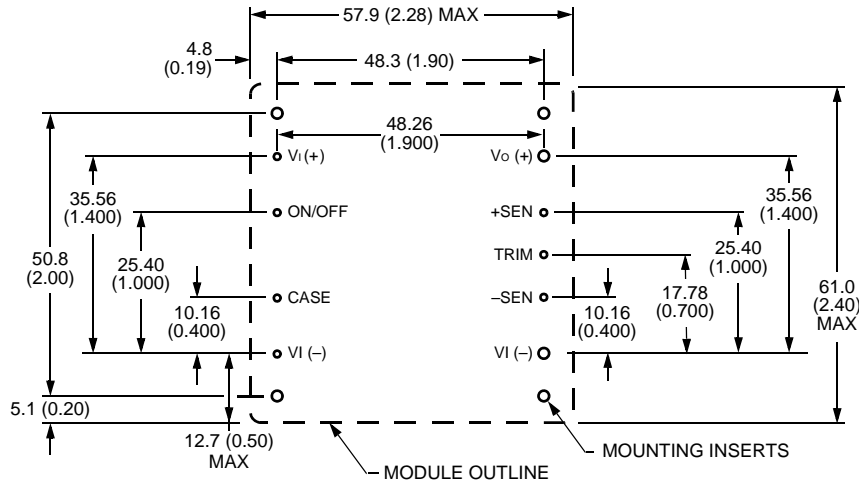 57.9 (2.28) MAX
4.8
(0.19)
48.3 (1.90)
48.26
(1.900)
VI (+)
VO (+)
35.56
(1.400)
ON/OFF
+SEN
35.56
(1.400)
50.8
(2.00)
25.40
(1.000)
TRIM
25.40
(1.000)
61.0
(2.40)
MAX
10.16
(0.400)
CASE
–SEN
10.16
(0.400)
17.78
(0.700)
VI (–)
VI (–)
5.1 (0.20)
12.7 (0.50)
MAX
MODULE OUTLINE
MOUNTING INSERTS